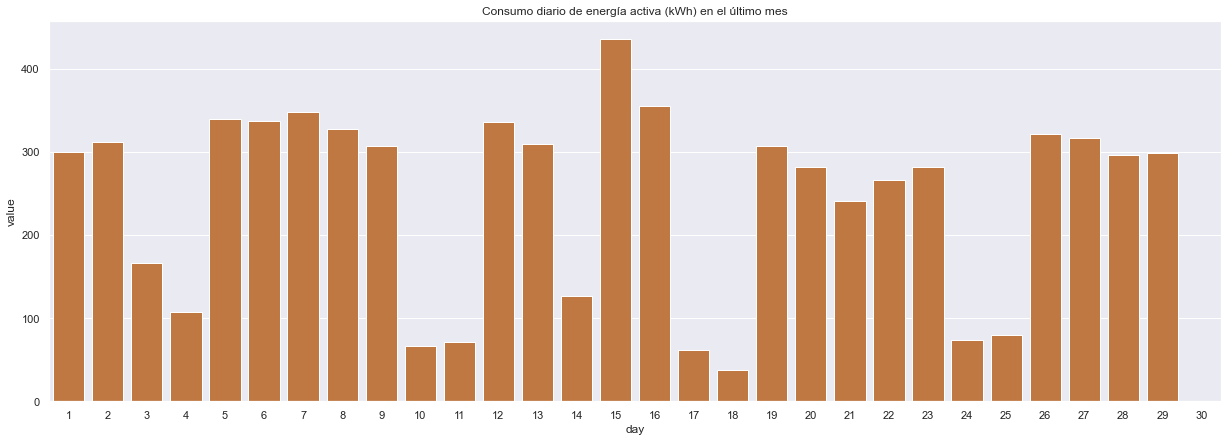 Consumo diario de energía activa (kWh) en el último mes
value
400
300
200
100
0
1 2 3 4 5 6 7 8 9 10 11 12 13 14 15 16 17 18 19 20 21 22 23 24 25 26 27 28 29 30
day